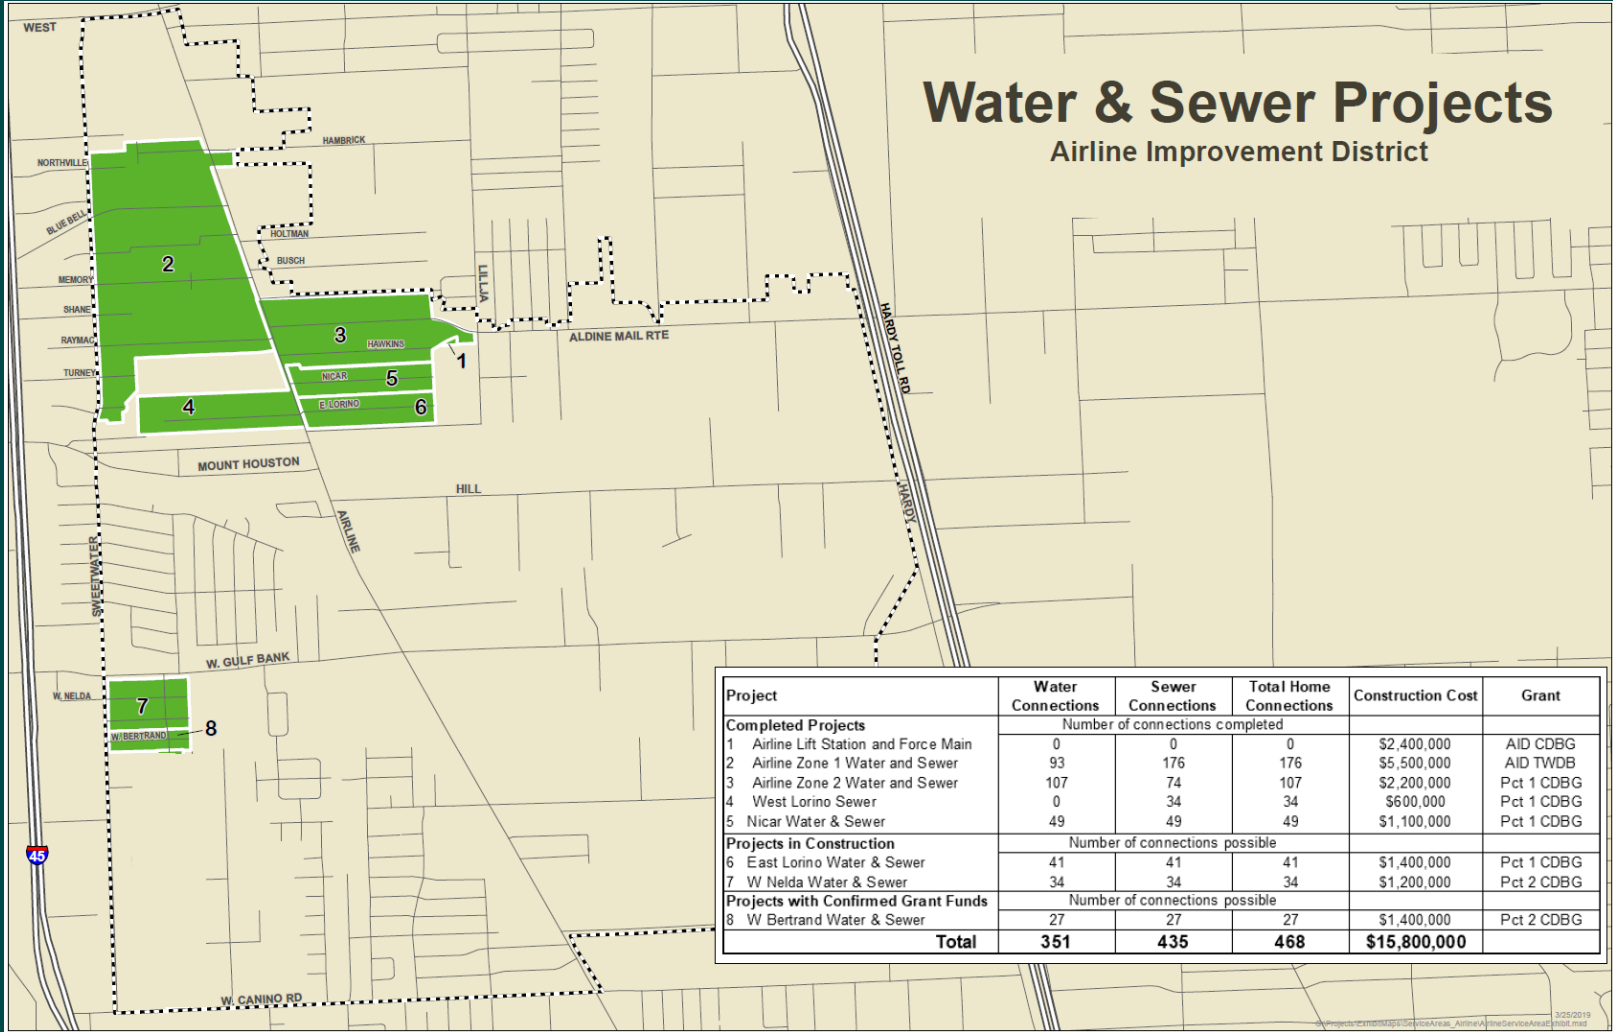 WEST
Water & Sewer Projects
Airline Improvement District
HAMBRICK
NORTHVILLE
BLUE BELL
HOLTMAN
BUSCH
2
MEMORY
LILLJA
SHANE
HARDY TOLL RD
3
ALDINE MAIL RTE
RAYMAC
HAWKINS
1
TURNEY
NICAR
5
4
E. LORINO
6
MOUNT HOUSTON
HILL
HARDY
AIRLINE
SWEETWATER
W. GULF BANK
W. NELDA
7
8
W. BERTRAND
45
W. CANINO RD
Project Water Connections Sewer Connections Total Home Connections Construction Cost Grant
Completed Projects Number of connections completed
1 Airline Lift Station and Force Main 0 0 0 $2,400,000 AID CDBG
2 Airline Zone 1 Water and Sewer 93 176 176 $5,500,000 AID TWDB
3 Airline Zone 2 Water and Sewer 107 74 107 $2,200,000 Pct 1 CDBG
4 West Lorino Sewer 0 34 34 $600,000 Pct 1 CDBG
5 Nicar Water & Sewer 49 49 49 $1,100,000 Pct 1 CDBG
Projects in Construction Number of connections possible
6 East Lorino Water & Sewer 41 41 41 $1,400,000 Pct 1 CDBG
7 W Nelda Water & Sewer 34 34 34 $1,200,000 Pct 2 CDBG
Projects with Confirmed Grant Funds Number of connections possible
8 W Bertrand Water & Sewer 27 27 27 $1,400,000 Pct 2 CDBG
Total 351 435 468 $15,800,000
3/25/2019